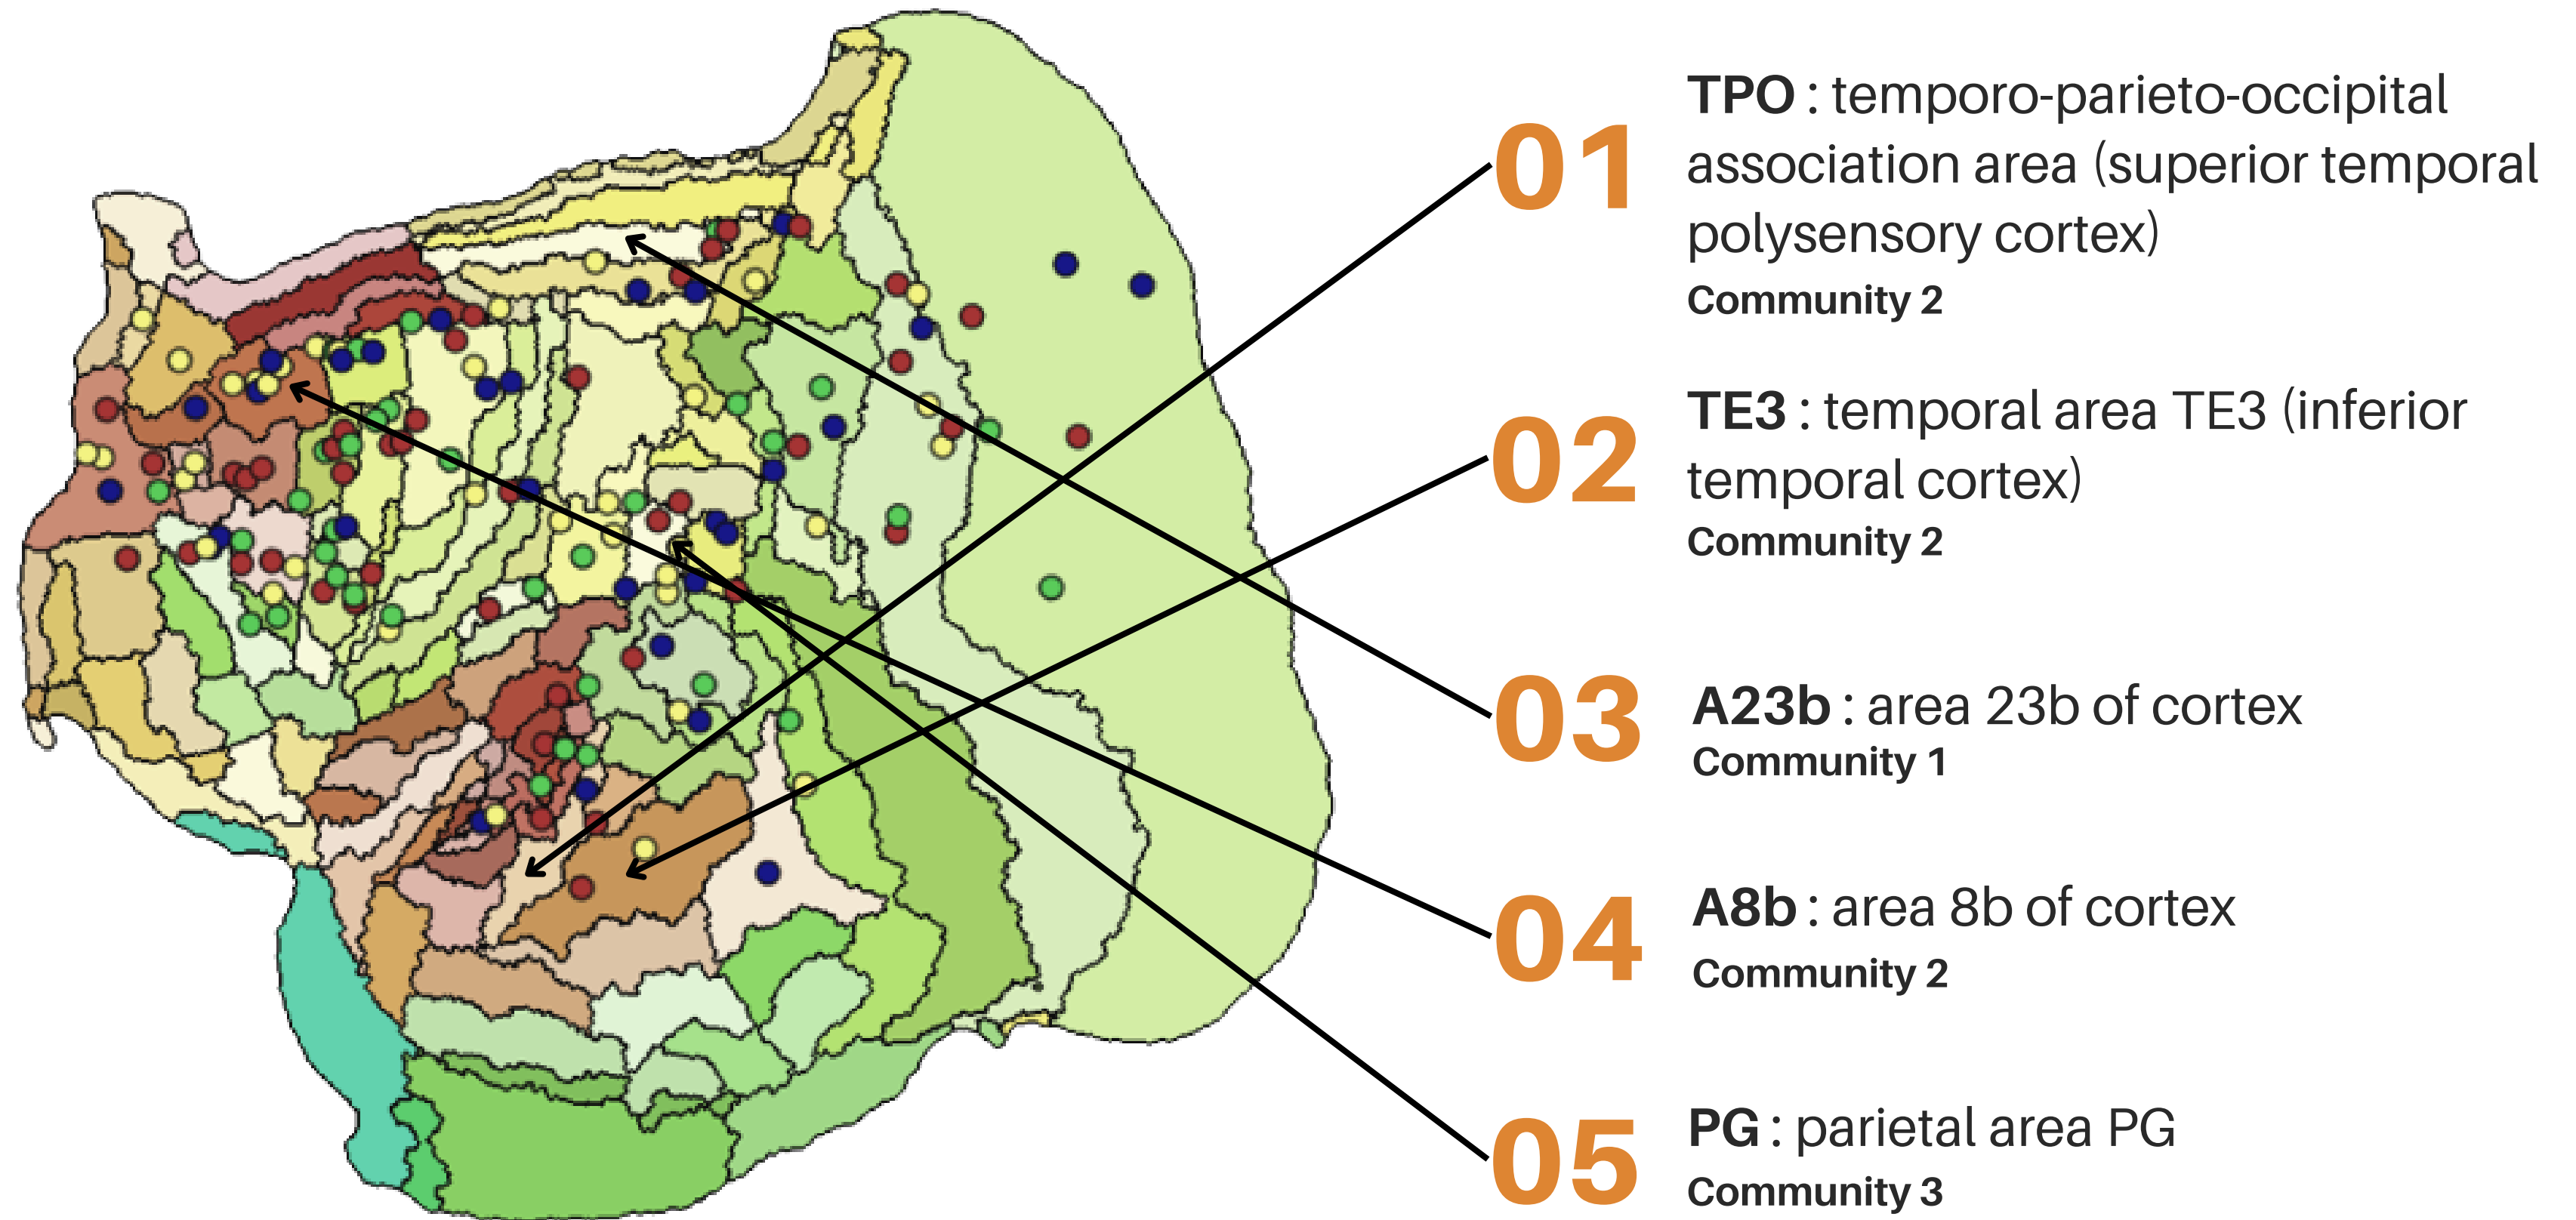 01
TPO : temporo-parieto-occipital
association area (superior temporal
polysensory cortex)
Community 2
02
TE3 : temporal area TE3 (inferior
temporal cortex)
Community 2
03
A23b : area 23b of cortex
Community 1
04
A8b : area 8b of cortex
Community 2
05
PG : parietal area PG
Community 3